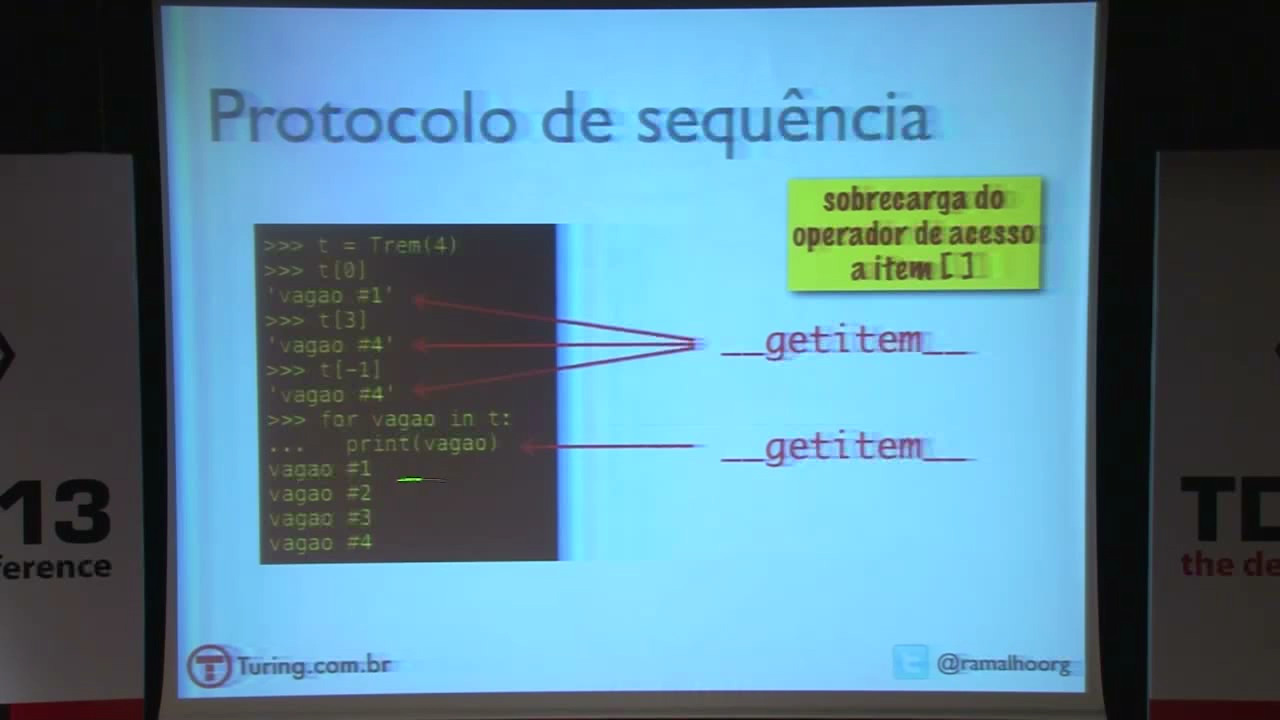 Protocolo de sequência
sobrecarga do
operador de acesso
a item [ ]
>>> t = Trem(4)
>>> t[0]
'vagao #1'
>>> t[3]
'vagao #4'
>>> t[-1]
'vagao #4'
>>> for vagao in t:
...   print(vagao)
vagao #1
vagao #2
vagao #3
vagao #4
__getitem__
__getitem__
13
ference
TD
the de
Turing.com.br
@ramalhoorg